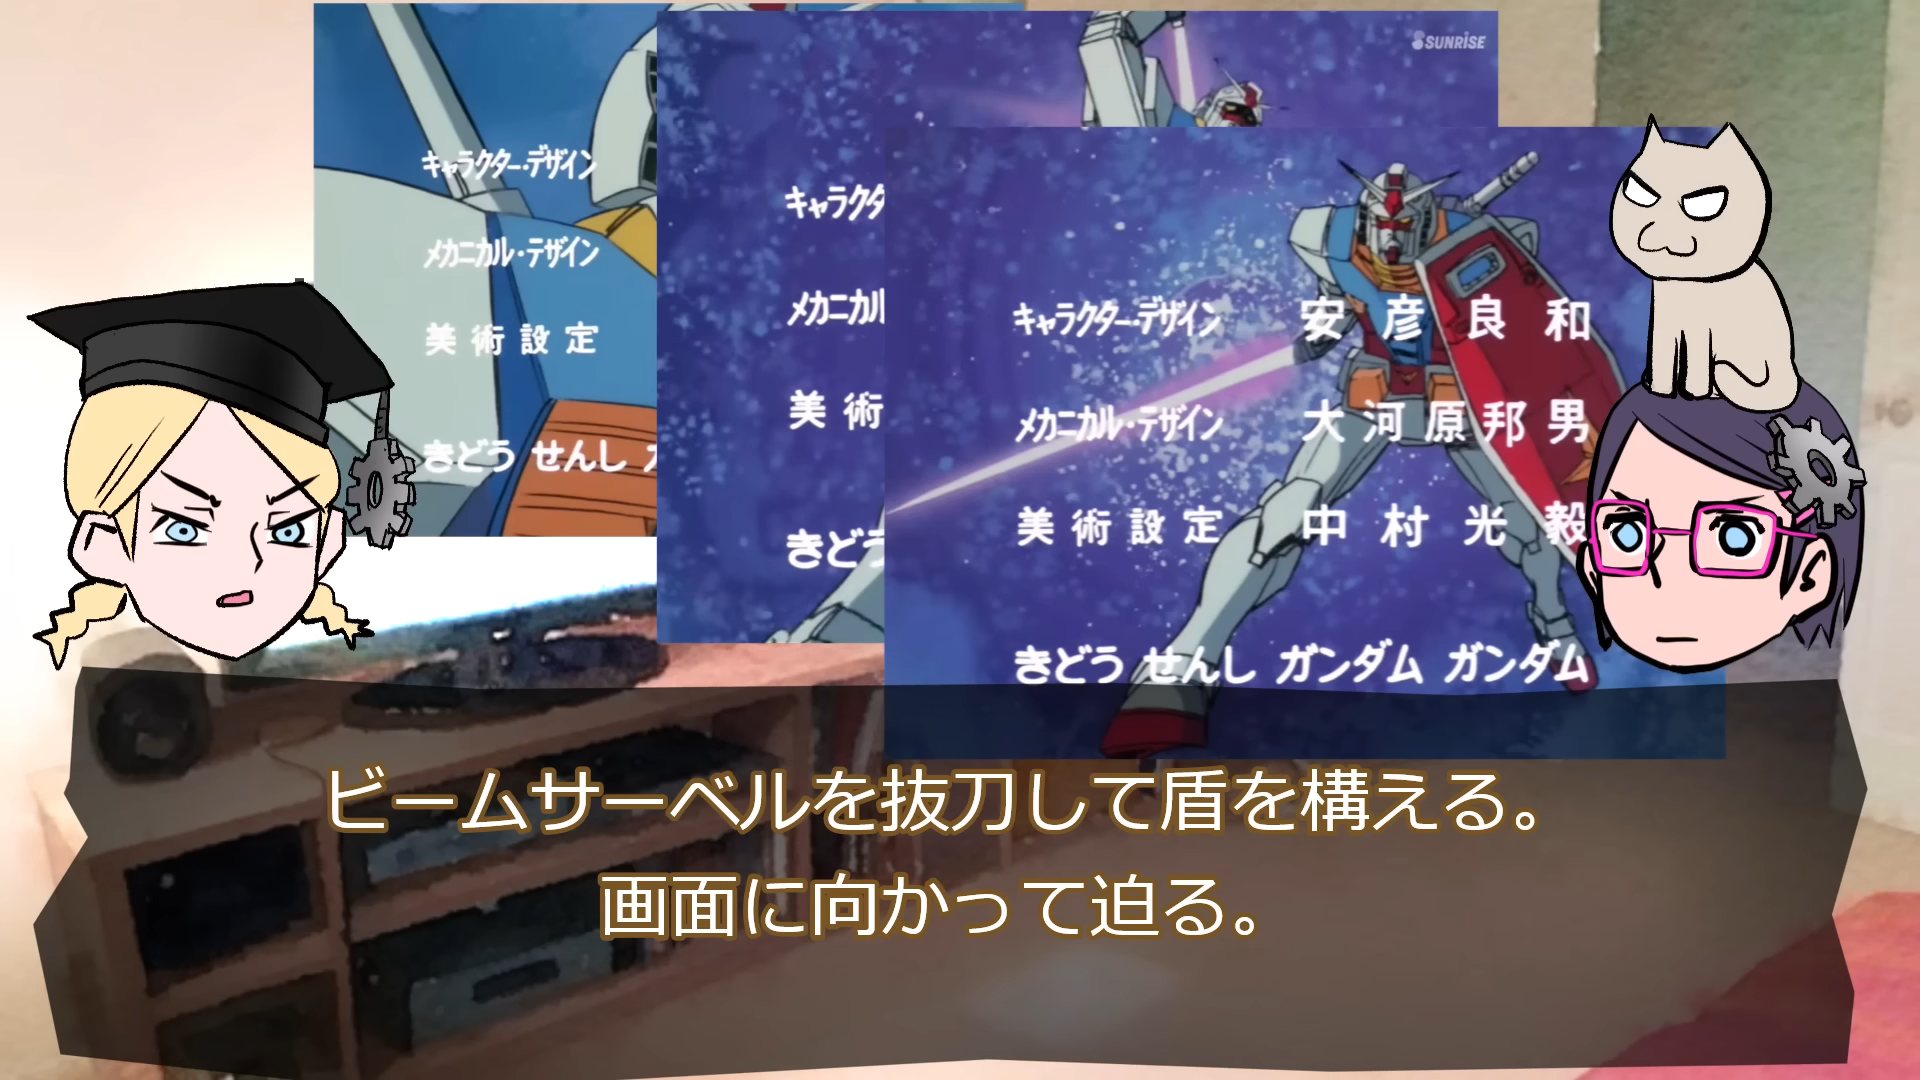 キャラクター・デザイン
メカニカル・デザイン
美術設定
きどう せんし
SUNRISE
キャラクタ
メカニカル
美術
きどう
キャラクター・デザイン 安彦良和
メカニカル・デザイン 大河原邦男
美術設定 中村光毅
きどう せんし ガンダム ガンダム
ビームサーベルを抜刀して盾を構える。
画面に向かって迫る。